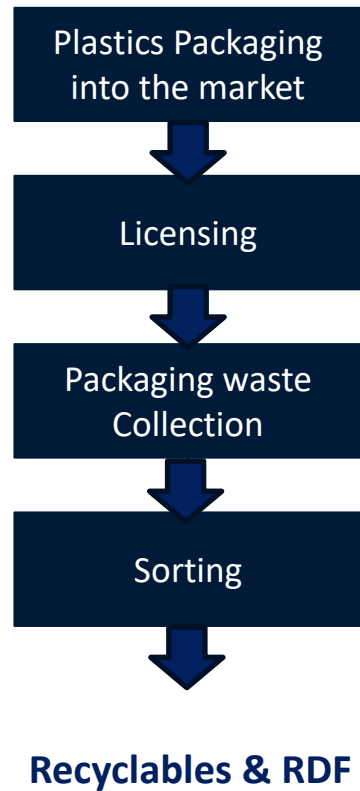 Plastics Packaging
into the market
Licensing
Packaging waste
Collection
Sorting
Recyclables & RDF